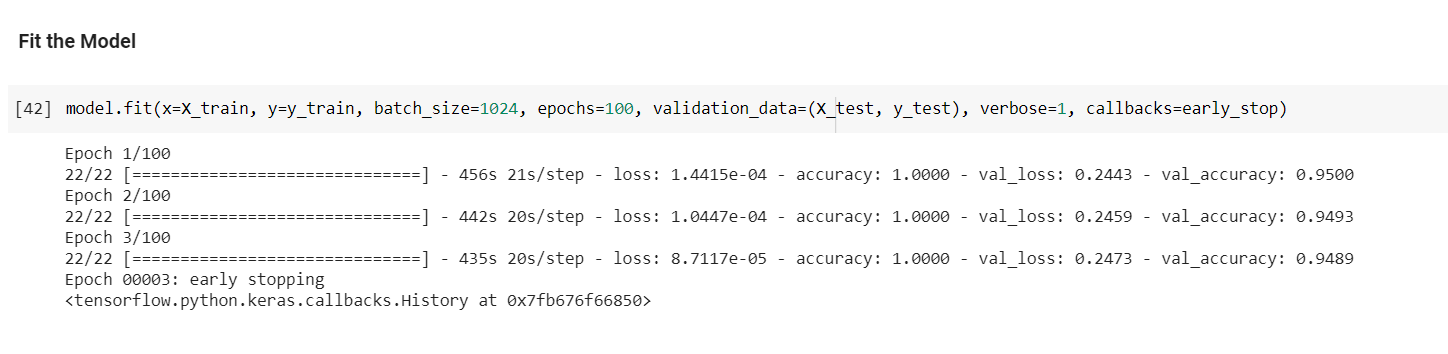 Fit the Model
[42] model.fit(x=X_train, y=y_train, batch_size=1024, epochs=100, validation_data=(X_test, y_test), verbose=1, callbacks=early_stop)
Epoch 1/100
22/22 [==============================] - 456s 21s/step - loss: 1.4415e-04 - accuracy: 1.0000 - val_loss: 0.2443 - val_accuracy: 0.9500
Epoch 2/100
22/22 [==============================] - 442s 20s/step - loss: 1.0447e-04 - accuracy: 1.0000 - val_loss: 0.2459 - val_accuracy: 0.9493
Epoch 3/100
22/22 [==============================] - 435s 20s/step - loss: 8.7117e-05 - accuracy: 1.0000 - val_loss: 0.2473 - val_accuracy: 0.9489
Epoch 00003: early stopping
<tensorflow.python.keras.callbacks.History at 0x7fb676f66850>